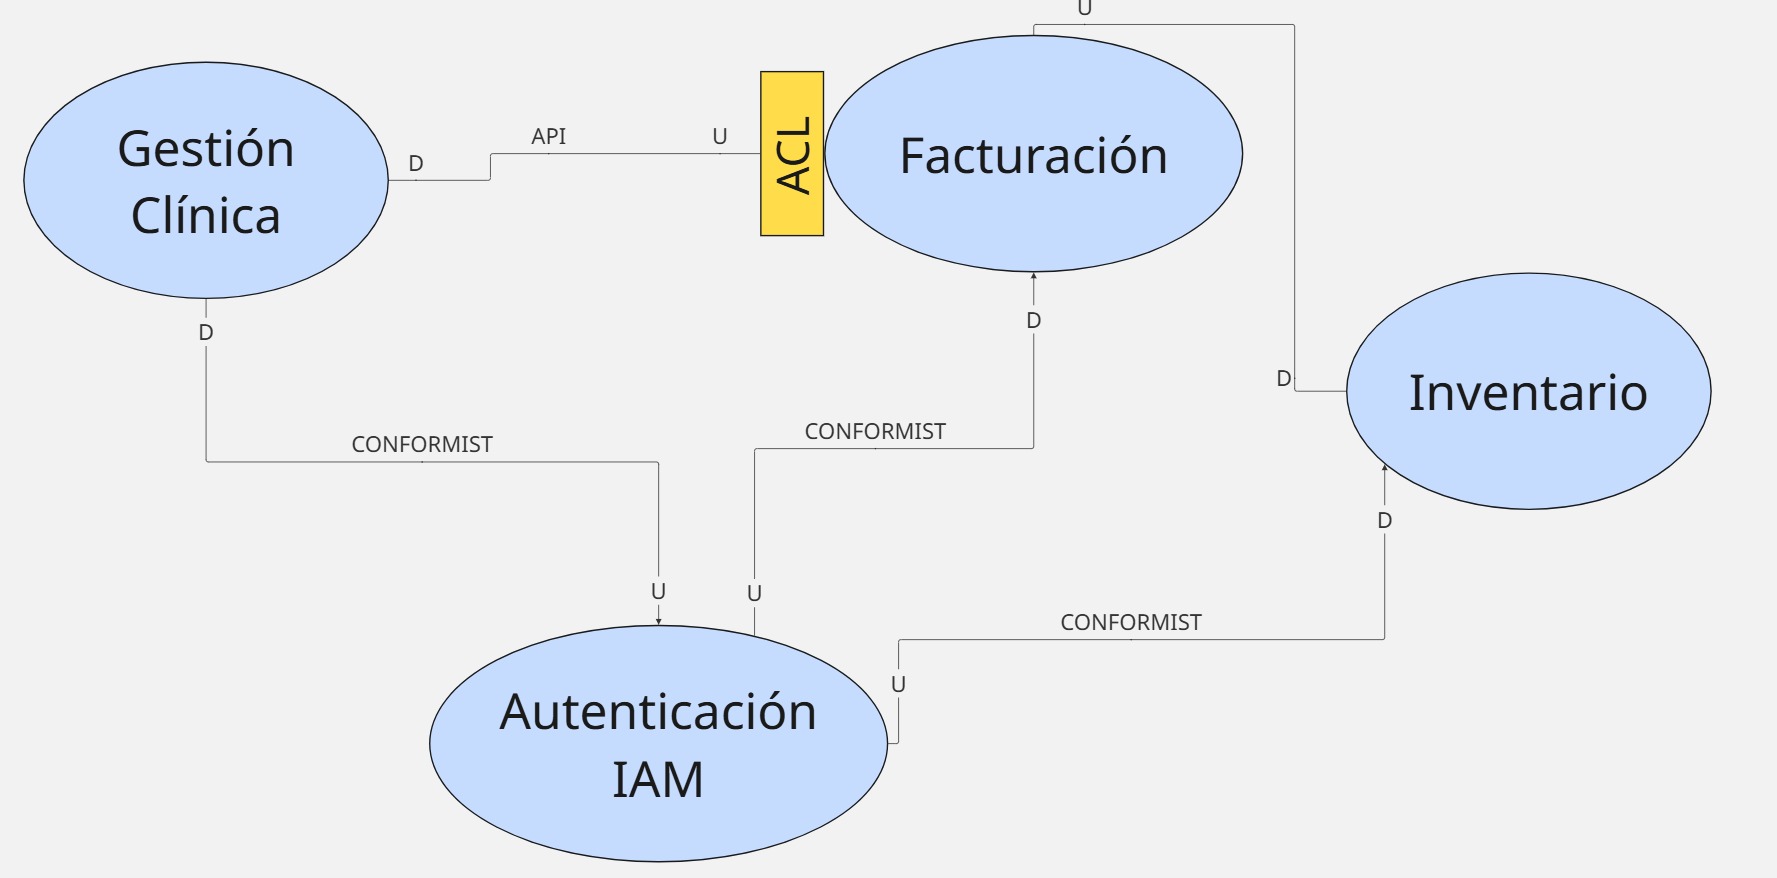 U
Gestión
Clínica
D
API
U
ACL
Facturación
D
D
D
Inventario
CONFORMIST
CONFORMIST
D
U
U
CONFORMIST
U
Autenticación
IAM